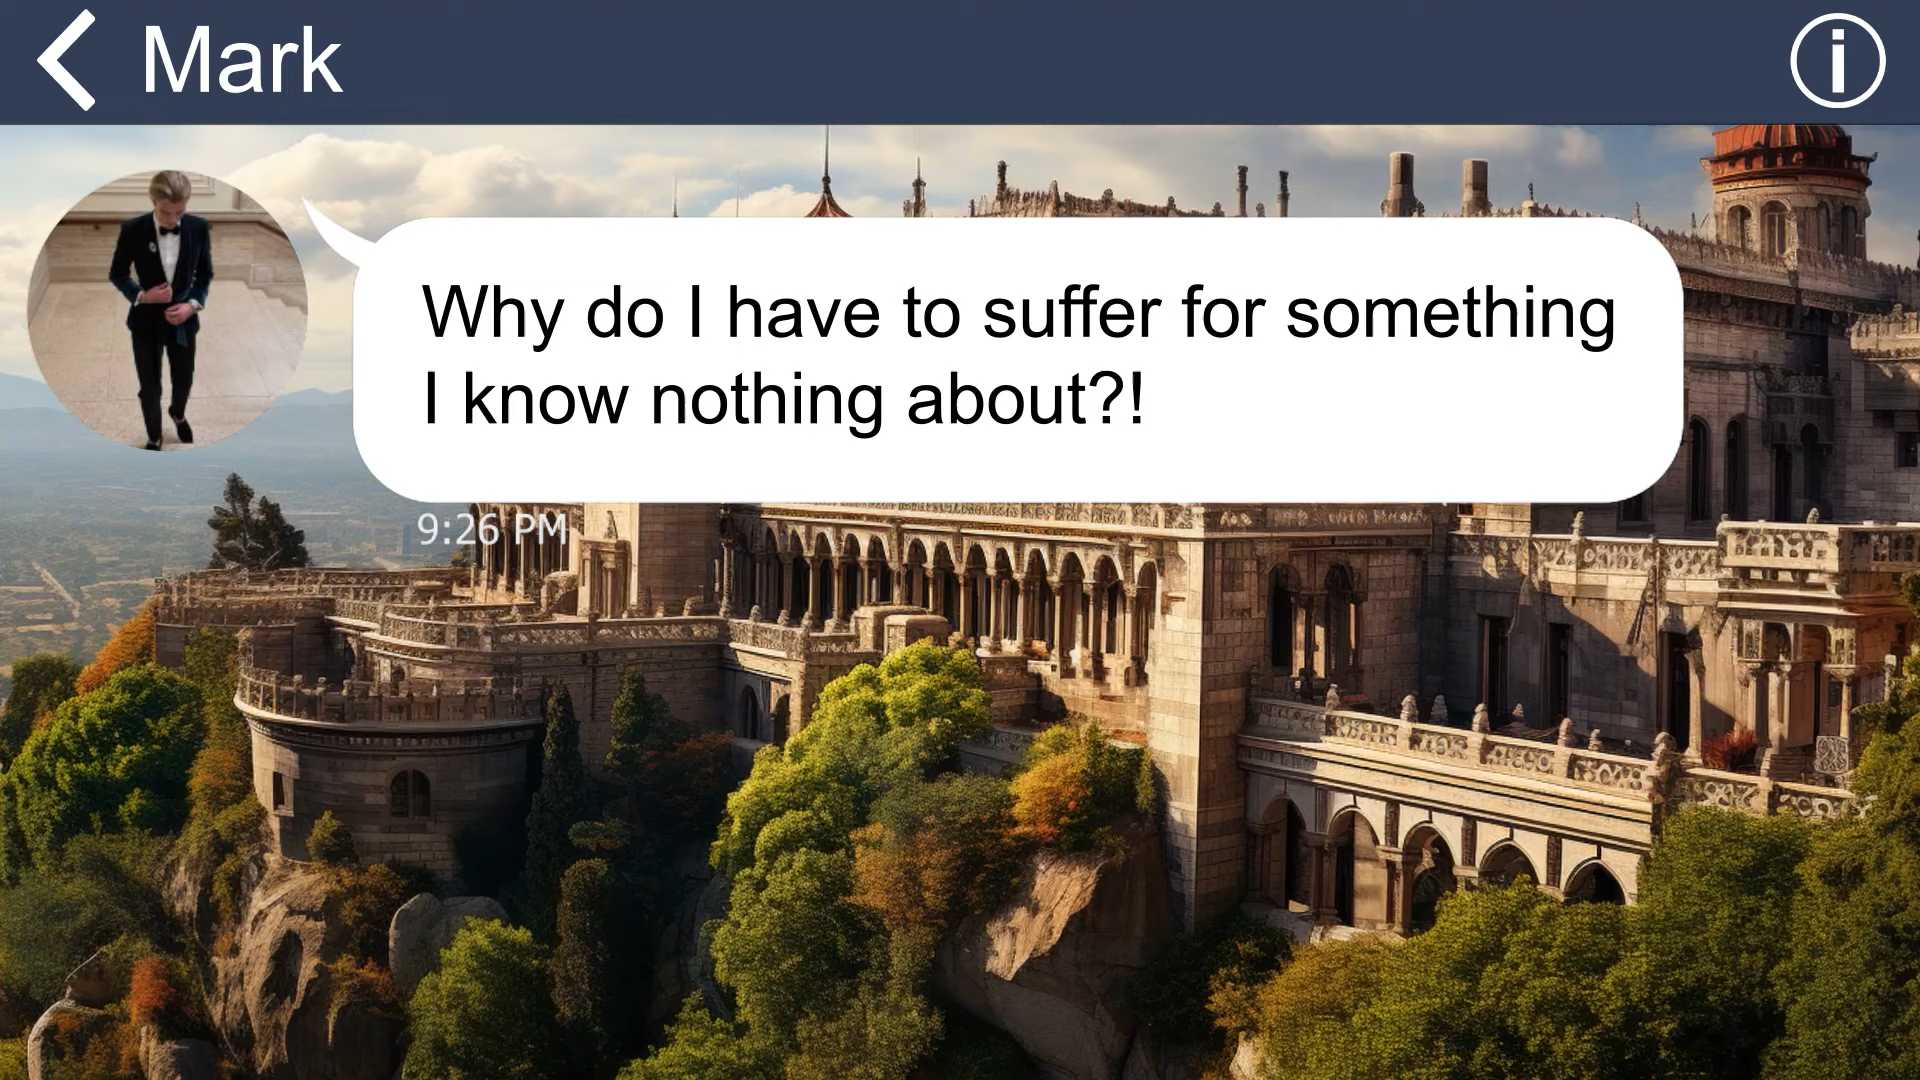 Mark
Why do I have to suffer for something
I know nothing about?!
9:26 PM